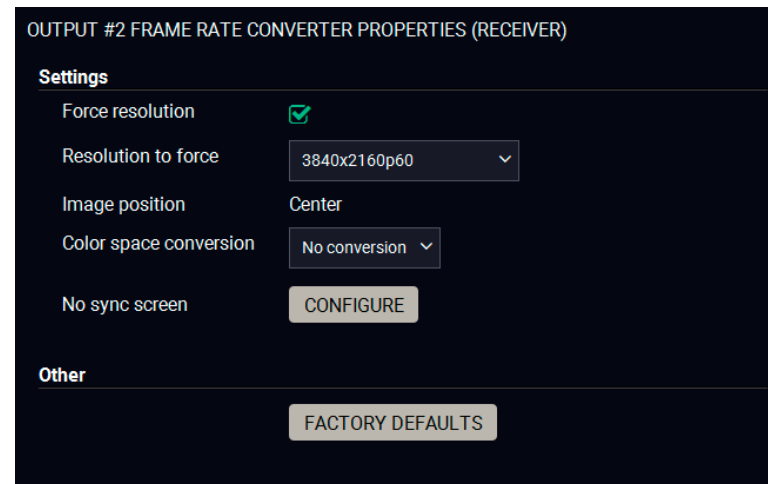 OUTPUT #2 FRAME RATE CONVERTER PROPERTIES (RECEIVER)
Settings
Force resolution
Resolution to force 3840x2160p60
Image position Center
Color space conversion No conversion
No sync screen CONFIGURE
Other
FACTORY DEFAULTS